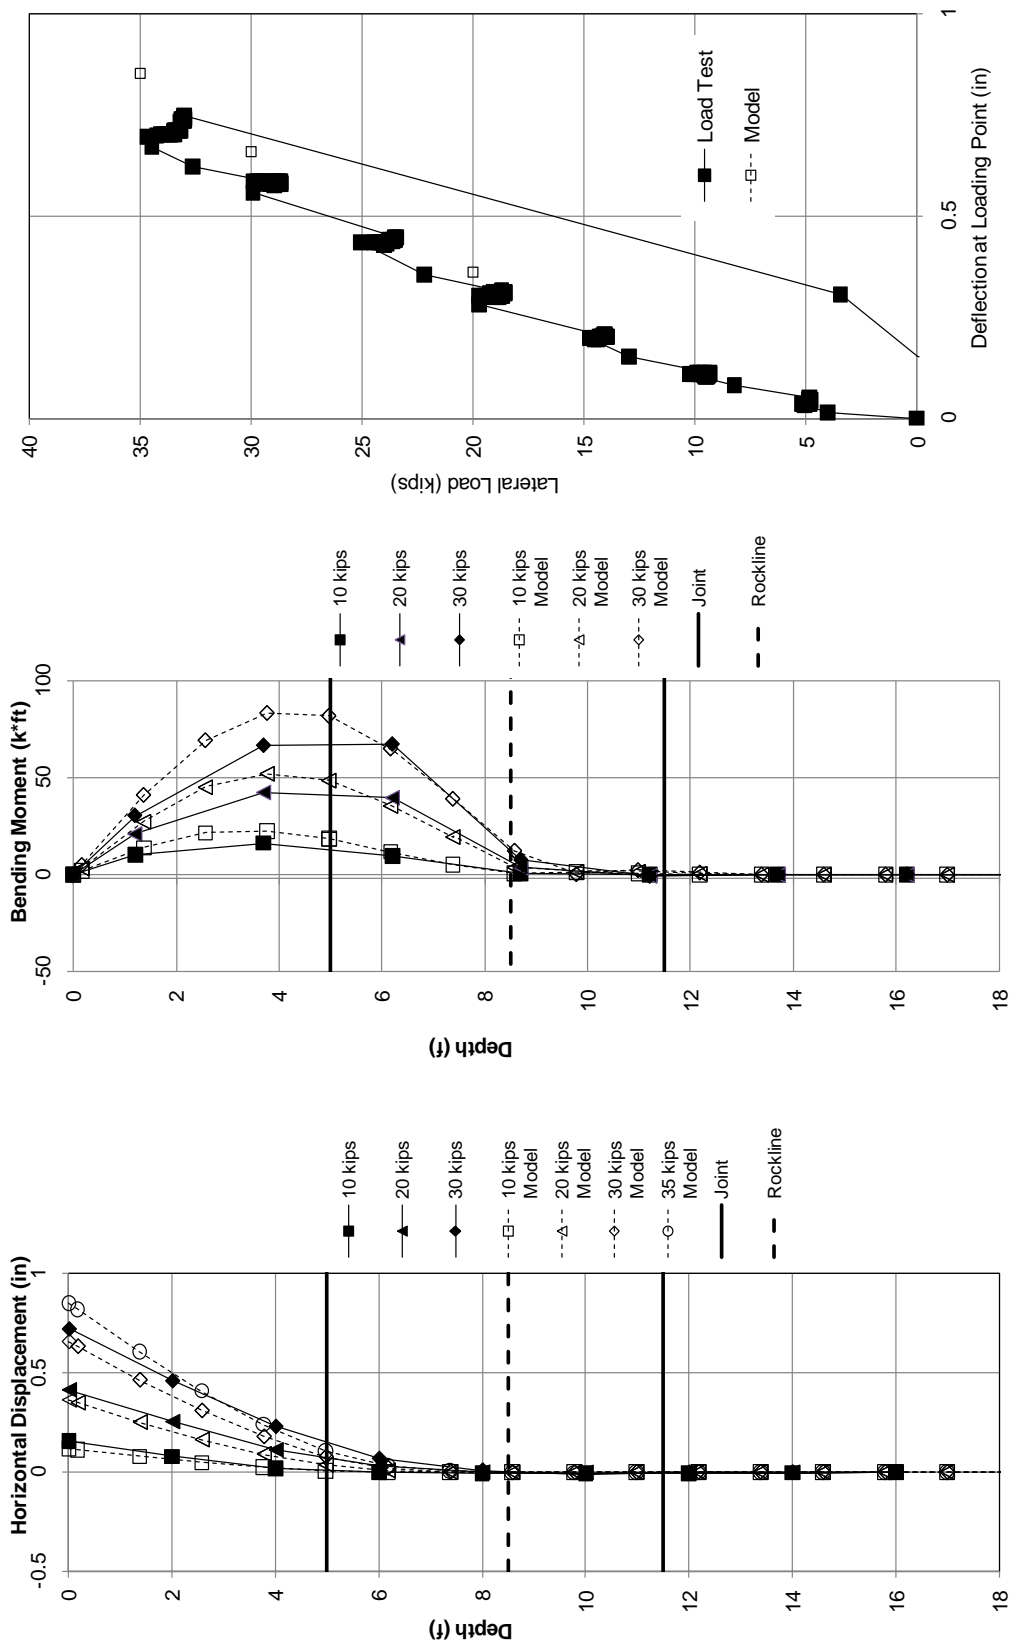 Horizontal Displacement (in)
-0.5
0
0.5
1
0
2
4
6
8
10
12
14
16
18
Depth (f)
10 kips
20 kips
30 kips
10 kips
Model
20 kips
Model
30 kips
Model
35 kips
Model
Joint
Rockline
Bending Moment (k*ft)
-50
0
50
100
0
2
4
6
8
10
12
14
16
18
Depth (f)
10 kips
20 kips
30 kips
10 kips
Model
20 kips
Model
30 kips
Model
Joint
Rockline
40
35
30
25
20
15
10
5
0
Lateral Load (kips)
0
0.5
1
Deflection at Loading Point (in)
Load Test
Model